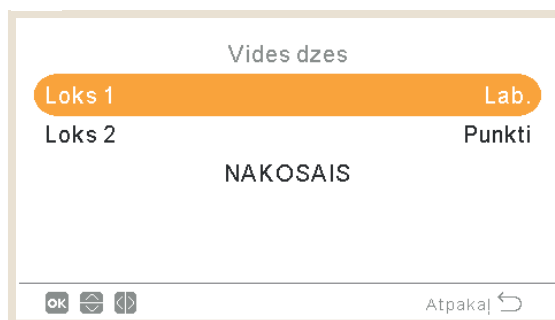 Vides dzes
Loks 1 Lab.
Loks 2 Punkti
NAKOSAIS
OK Atpakaļ